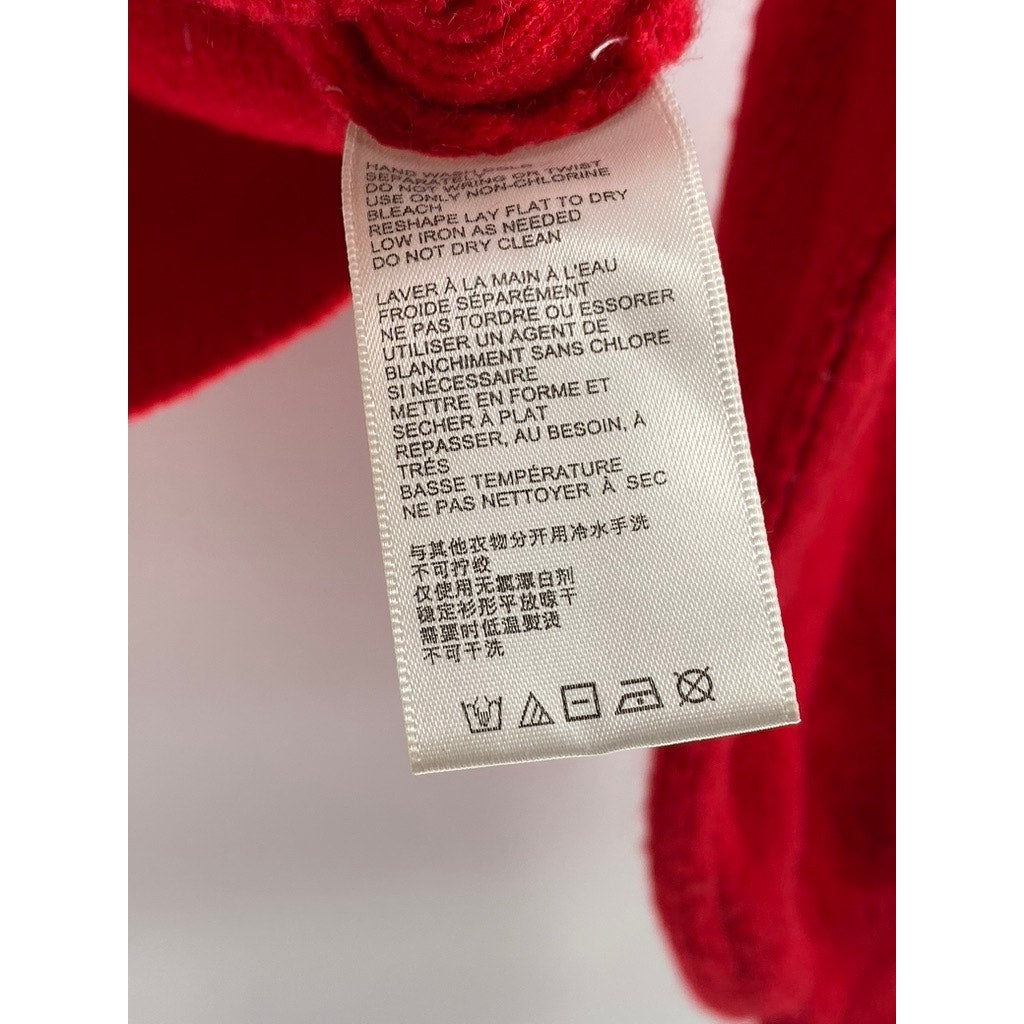 HAND WASH
SEPARATELY
DO NOT WRING OR TWIST
USE ONLY NON-CHLORINE
BLEACH
RESHAPE LAY FLAT TO DRY
LOW IRON AS NEEDED
DO NOT DRY CLEAN
LAVER À LA MAIN À L'EAU
FROIDE SÉPARÉMENT
NE PAS TORDRE OU ESSORER
UTILISER UN AGENT DE
BLANCHIMENT SANS CHLORE
SI NÉCESSAIRE
METTRE EN FORME ET
SECHER À PLAT
REPASSER, AU BESOIN, À
TRÉS
BASSE TEMPÉRATURE
NE PAS NETTOYER À SEC
与其他衣物分开用冷水手洗
不可拧绞
仅使用无氯漂白剂
稳定衫形平放晾干
需要时低温熨烫
不可干洗